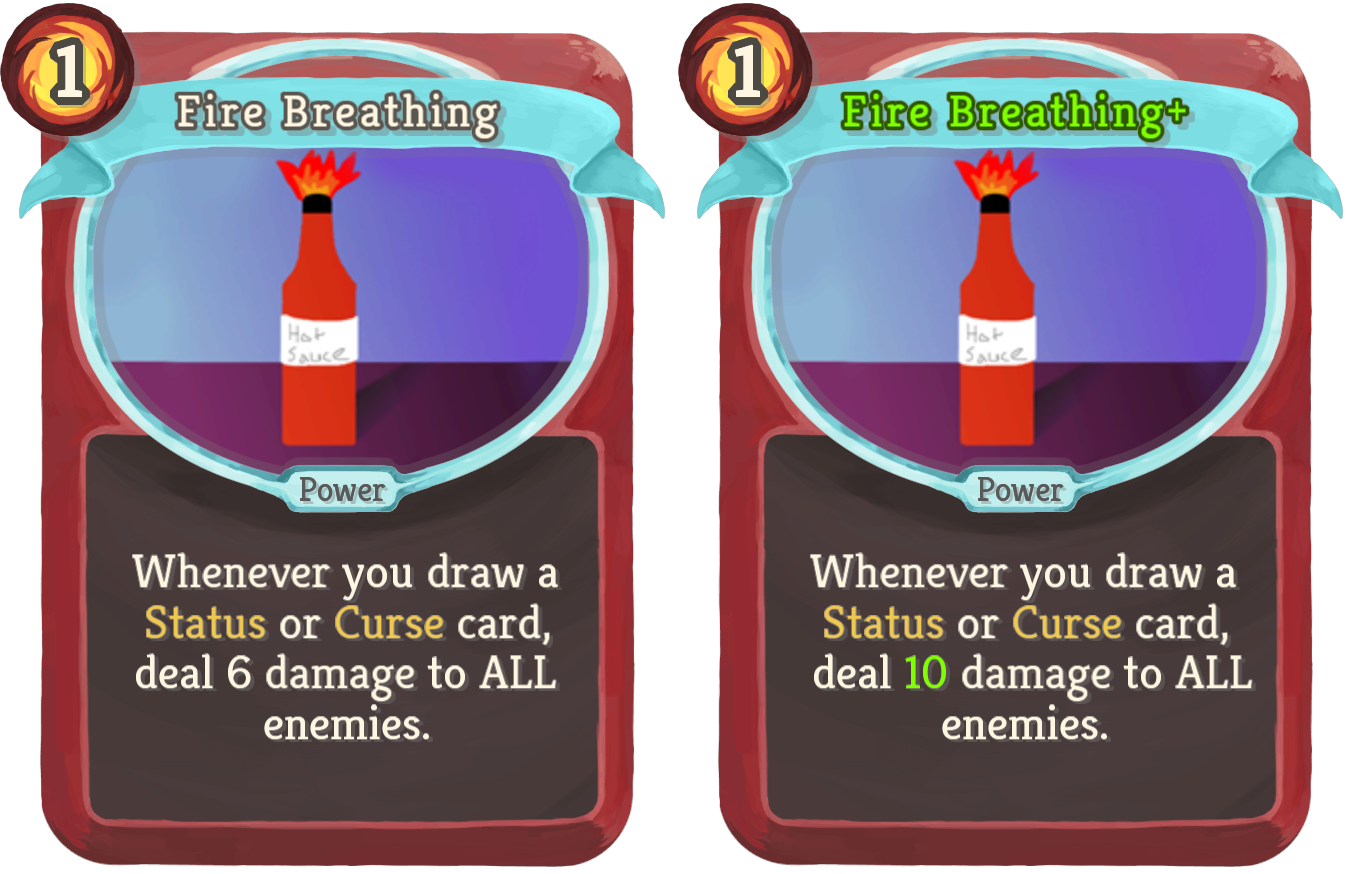 1
Fire Breathing
Hot
Sauce
Power
Whenever you draw a
Status or Curse card,
deal 6 damage to ALL
enemies.
1
Fire Breathing+
Hot
Sauce
Power
Whenever you draw a
Status or Curse card,
deal 10 damage to ALL
enemies.